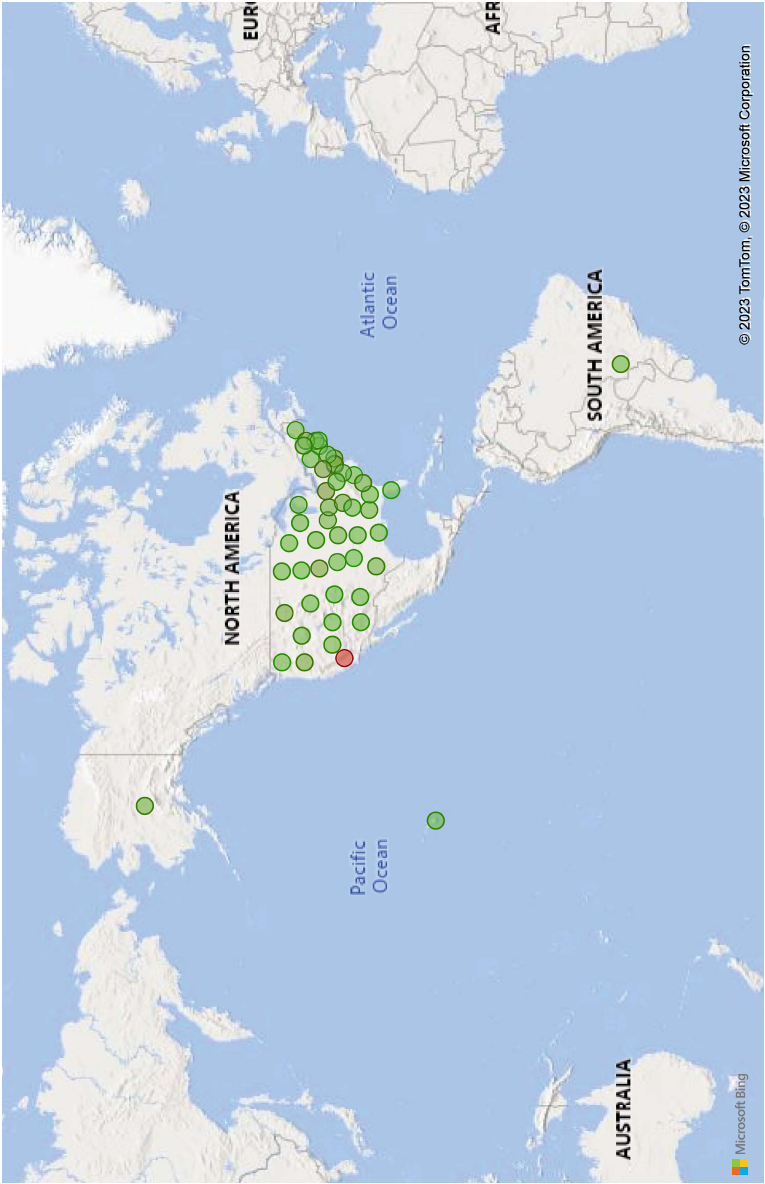 NORTH AMERICA
EUR
AFR
Atlantic
Ocean
Pacific
Ocean
SOUTH AMERICA
AUSTRALIA
Microsoft Bing
© 2023 TomTom, © 2023 Microsoft Corporation